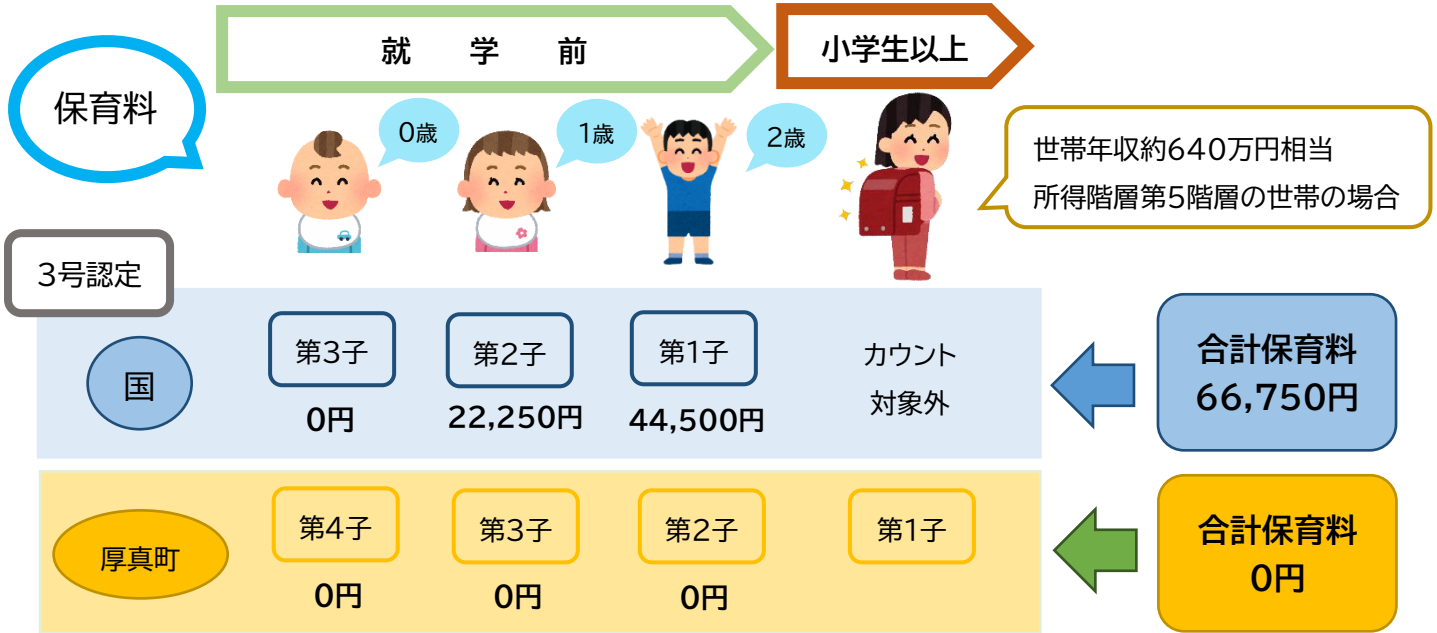 保育料
就学前
小学生以上
0歳
1歳
2歳
世帯年収約640万円相当
所得階層第5階層の世帯の場合
3号認定
国
第3子
0円
第2子
22,250円
第1子
44,500円
カウント
対象外
合計保育料
66,750円
厚真町
第4子
0円
第3子
0円
第2子
0円
第1子
合計保育料
0円